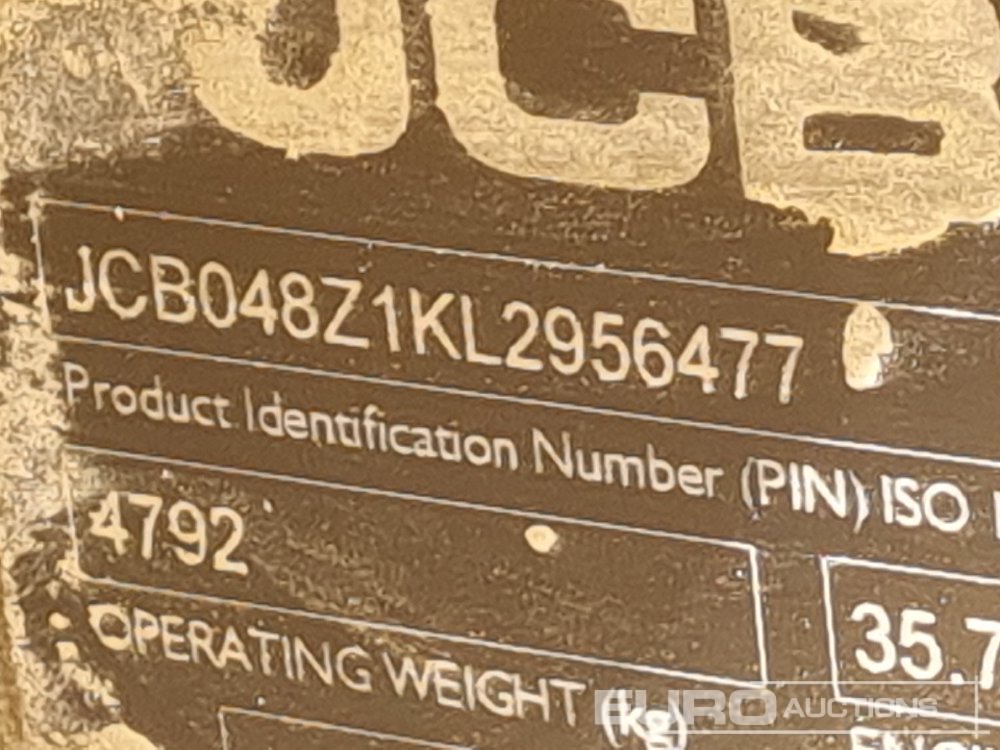 JCB
JCB048Z1KL2956477
Product Identification Number (PIN) ISO
4792
35.7
OPERATING WEIGHT (kg)
EURO AUCTIONS